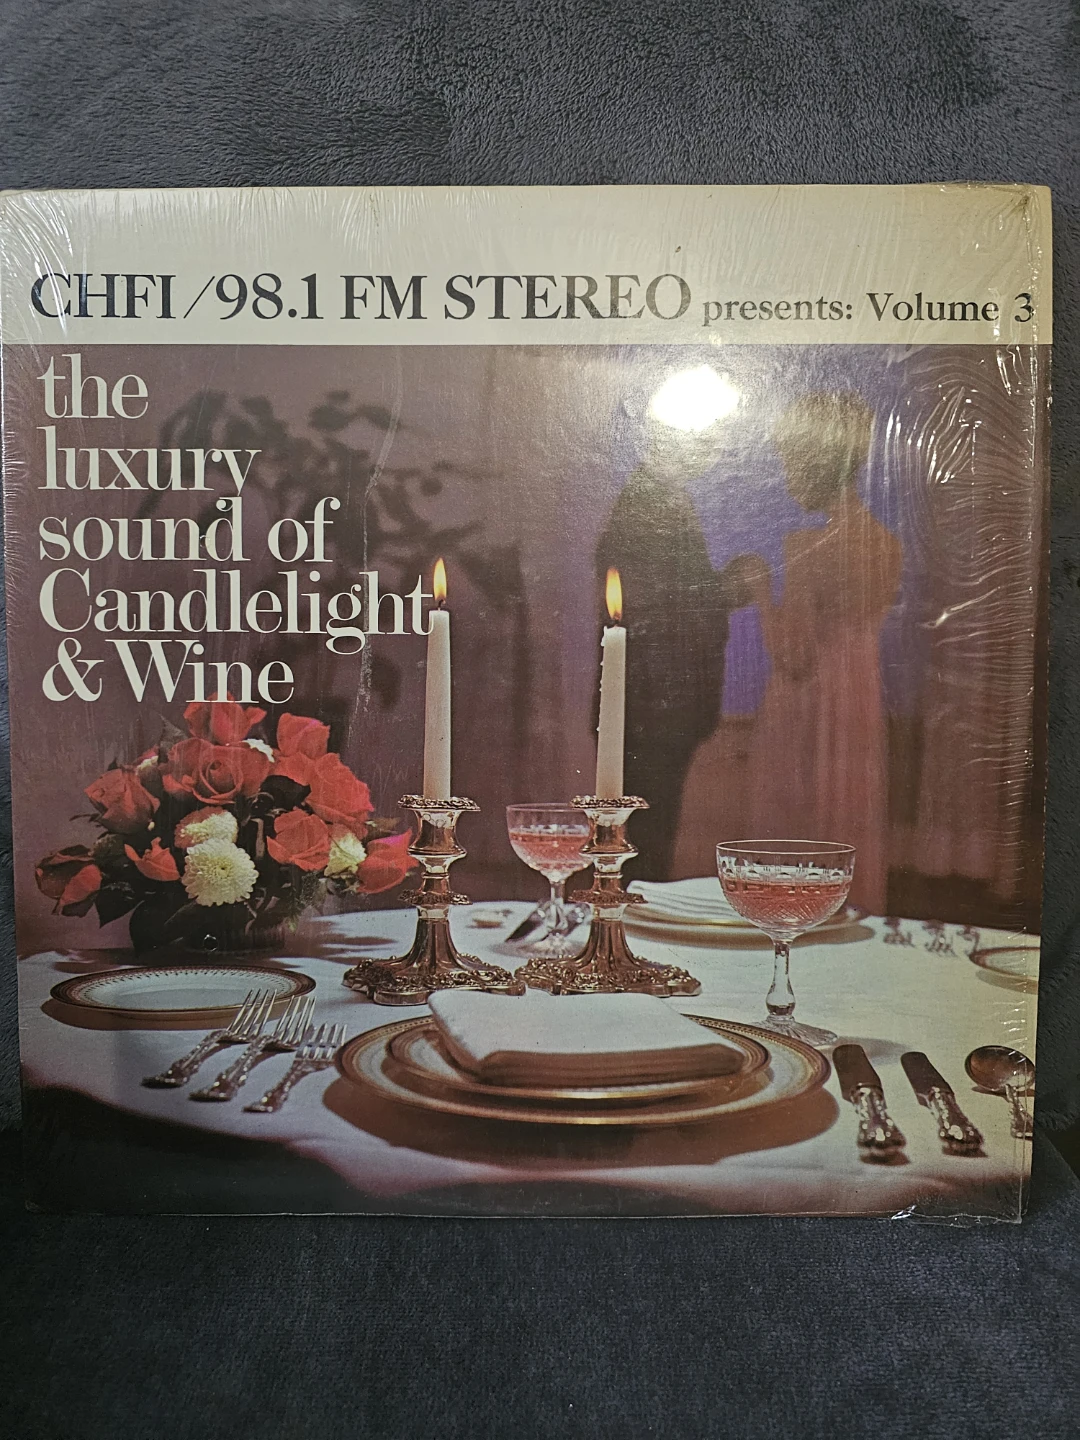 CHFI/98.1 FM STEREO presents: Volume 3
the
luxury
sound of
Candlelight
& Wine